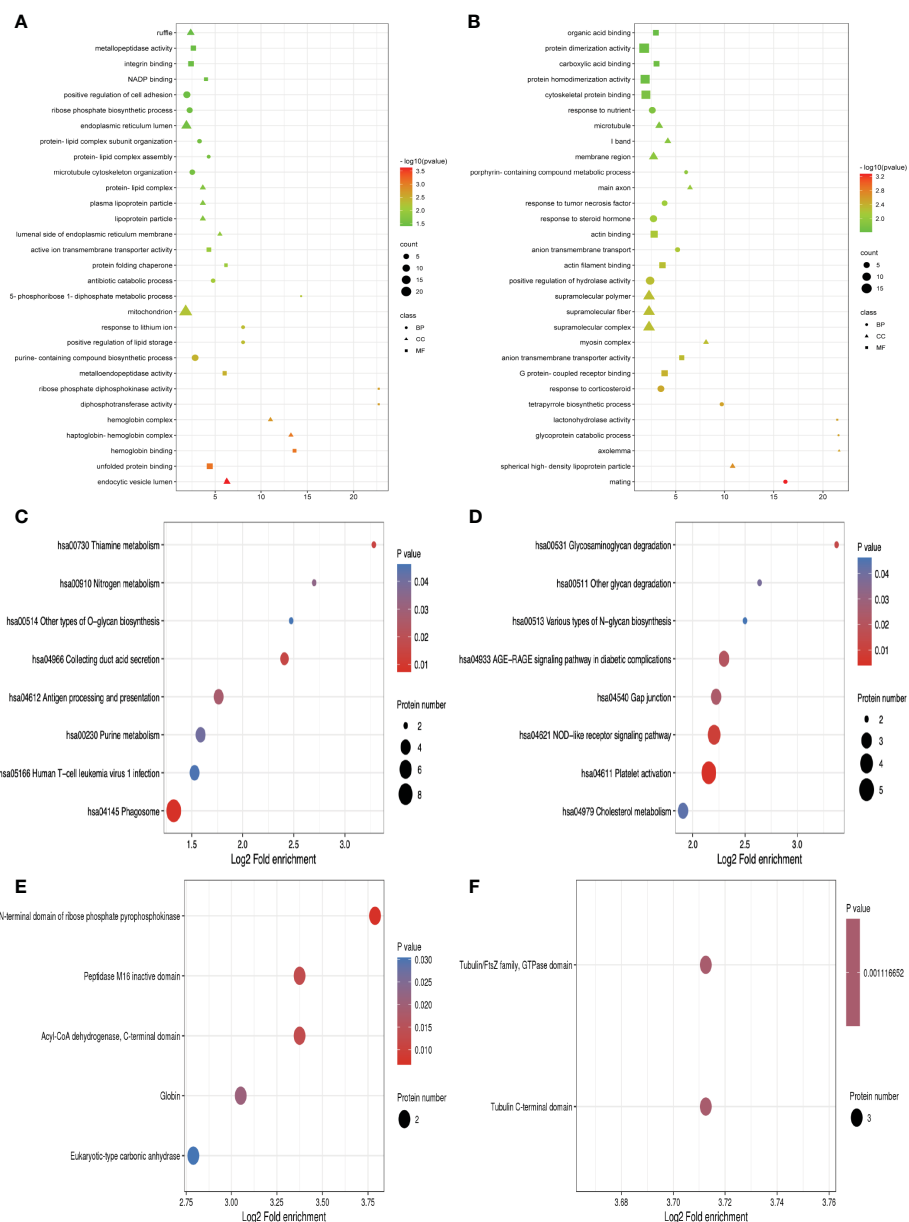 A
ruffle
metallopeptidase activity
integrin binding
NADP binding
positive regulation of cell adhesion
ribose phosphate biosynthetic process
endoplasmic reticulum lumen
protein- lipid complex subunit organization
protein- lipid complex assembly
microtubule cytoskeleton organization
protein- lipid complex
plasma lipoprotein particle
lipoprotein particle
lumenal side of endoplasmic reticulum membrane
active ion transmembrane transporter activity
protein folding chaperone
antibiotic catabolic process
5- phosphoribose 1- diphosphate metabolic process
mitochondrion
response to lithium ion
positive regulation of lipid storage
purine- containing compound biosynthetic process
metalloendopeptidase activity
ribose phosphate diphosphokinase activity
diphosphotransferase activity
hemoglobin complex
haptoglobin- hemoglobin complex
hemoglobin binding
unfolded protein binding
endocytic vesicle lumen
5 10 15 20
- log10(pvalue)
3.5
3.0
2.5
2.0
1.5
count
5
10
15
20
class
BP
CC
MF
B
organic acid binding
protein dimerization activity
carboxylic acid binding
protein homodimerization activity
cytoskeletal protein binding
response to nutrient
microtubule
I band
membrane region
porphyrin- containing compound metabolic process
main axon
response to tumor necrosis factor
response to steroid hormone
actin binding
anion transmembrane transport
actin filament binding
positive regulation of hydrolase activity
supramolecular polymer
supramolecular fiber
supramolecular complex
myosin complex
anion transmembrane transporter activity
G protein- coupled receptor binding
response to corticosteroid
tetrapyrrole biosynthetic process
lactonohydrolase activity
glycoprotein catabolic process
axolemma
spherical high- density lipoprotein particle
mating
5 10 15 20
- log10(pvalue)
3.2
2.8
2.4
2.0
count
5
10
15
class
BP
CC
MF
C
hsa00730 Thiamine metabolism
hsa00910 Nitrogen metabolism
hsa00514 Other types of O−glycan biosynthesis
hsa04966 Collecting duct acid secretion
hsa04612 Antigen processing and presentation
hsa00230 Purine metabolism
hsa05166 Human T−cell leukemia virus 1 infection
hsa04145 Phagosome
1.5 2.0 2.5 3.0
Log2 Fold enrichment
P value
0.04
0.03
0.02
0.01
Protein number
2
4
6
8
D
hsa00531 Glycosaminoglycan degradation
hsa00511 Other glycan degradation
hsa00513 Various types of N−glycan biosynthesis
hsa04933 AGE−RAGE signaling pathway in diabetic complications
hsa04540 Gap junction
hsa04621 NOD−like receptor signaling pathway
hsa04611 Platelet activation
hsa04979 Cholesterol metabolism
2.0 2.5 3.0
Log2 Fold enrichment
P value
0.04
0.03
0.02
0.01
Protein number
2
3
4
5
E
N-terminal domain of ribose phosphate pyrophosphokinase
Peptidase M16 inactive domain
Acyl-CoA dehydrogenase, C-terminal domain
Globin
Eukaryotic-type carbonic anhydrase
2.75 3.00 3.25 3.50 3.75
Log2 Fold enrichment
P value
0.030
0.025
0.020
0.015
0.010
Protein number
2
F
Tubulin/FtsZ family, GTPase domain
Tubulin C-terminal domain
3.68 3.70 3.72 3.74 3.76
Log2 Fold enrichment
P value
0.001116652
Protein number
3